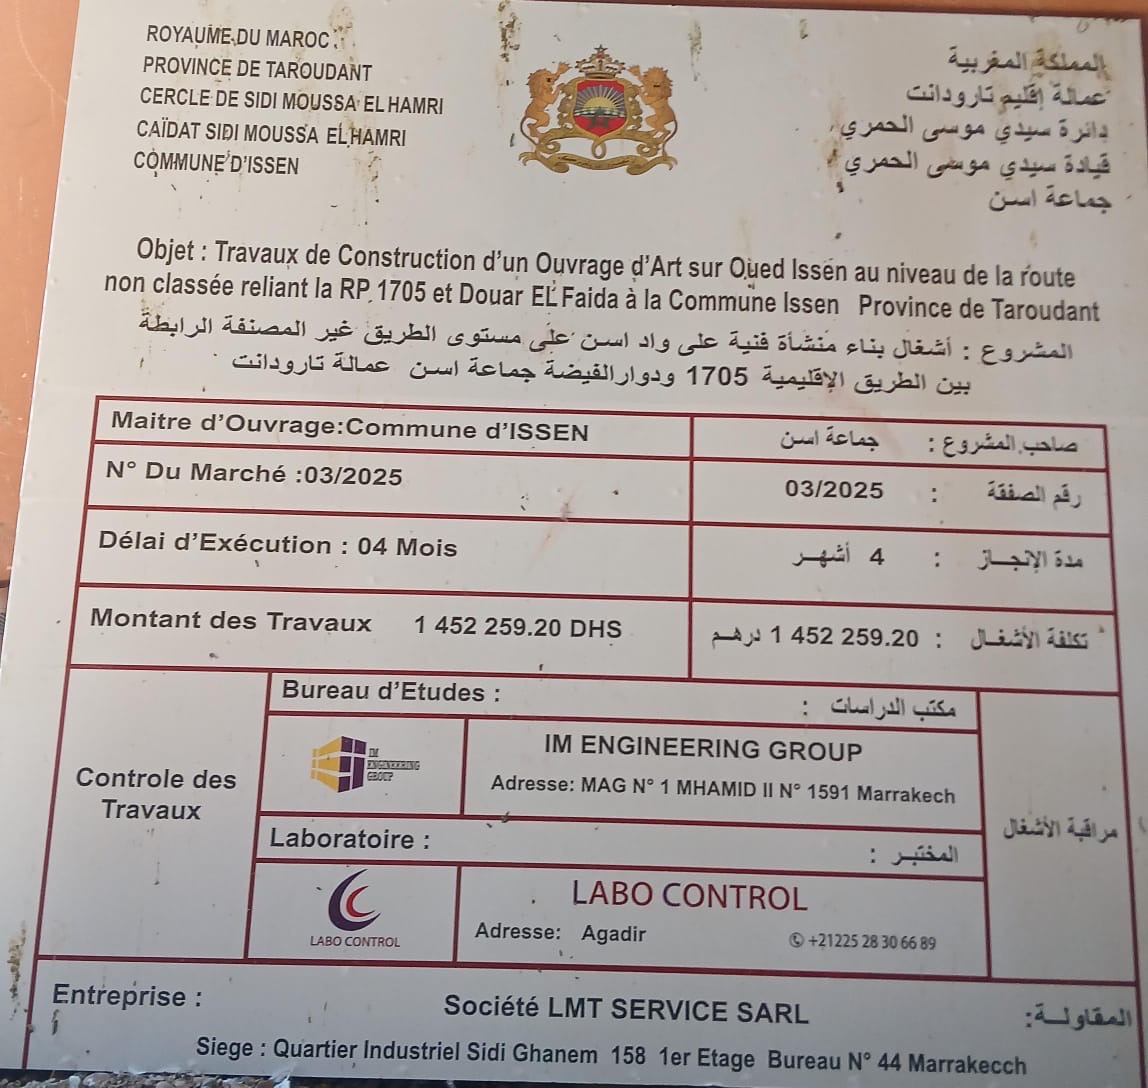 ROYAUME DU MAROC
PROVINCE DE TAROUDANT
CERCLE DE SIDI MOUSSA EL HAMRI
CAÏDAT SIDI MOUSSA EL HAMRI
COMMUNE D'ISSEN
المملكة المغربية
عمالة إقليم تارودانت
دائرة سيدي موسى الحمري
قيادة سيدي موسى الحمري
جماعة اسن
Objet : Travaux de Construction d'un Ouvrage d'Art sur Oued Issen au niveau de la route
non classée reliant la RP 1705 et Douar EL Faida à la Commune Issen Province de Taroudant
المشروع : أشغال بناء منشأة فنية على واد اسن على مستوى الطريق غير المصنفة الرابطة
بين الطريق الإقليمية 1705 ودوار الفيضة جماعة اسن عمالة تارودانت
Maitre d'Ouvrage:Commune d'ISSEN
صاحب المشروع : جماعة اسن
N° Du Marché :03/2025
رقم الصفقة : 03/2025
Délai d'Exécution : 04 Mois
مدة الإنجاز : 4 أشهر
Montant des Travaux 1 452 259.20 DHS
تكلفة الأشغال : 1 452 259.20 درهم
Controle des
Travaux
Bureau d'Etudes :
مكتب الدراسات :
IM
ENGINEERING
GROUP
IM ENGINEERING GROUP
Adresse: MAG N° 1 MHAMID II N° 1591 Marrakech
مراقبة الأشغال
Laboratoire :
المختبر :
LABO CONTROL
LABO CONTROL
Adresse: Agadir
+21225 28 30 66 89
Entreprise :
Société LMT SERVICE SARL
المقاولة:
Siege : Quartier Industriel Sidi Ghanem 158 1er Etage Bureau N° 44 Marrakecch